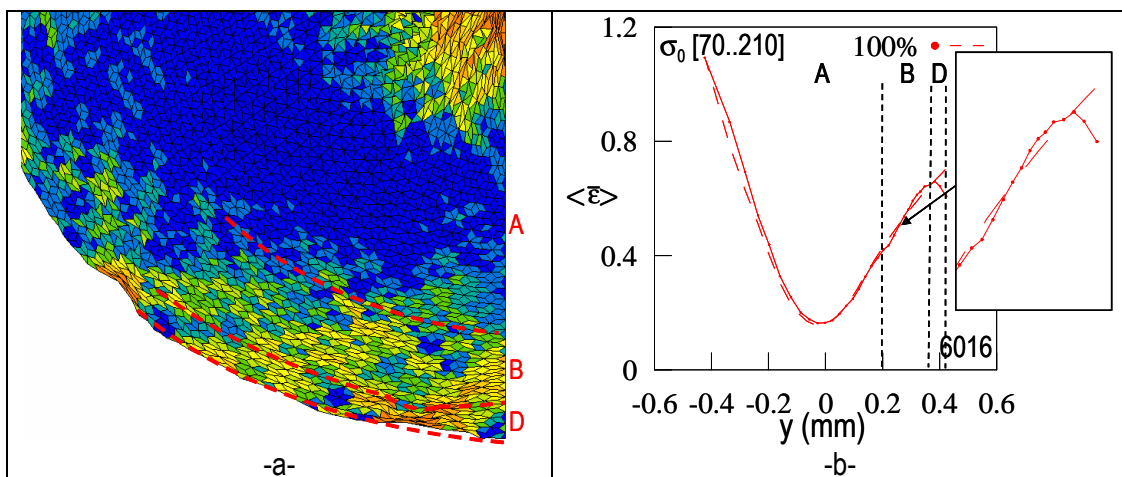 A
B
D
-a-
σ₀ [70..210]
100%
A
B
D
<ε̄>
1.2
0.8
0.4
0
6016
-0.6
-0.4
-0.2
0
0.2
0.4
0.6
y (mm)
-b-